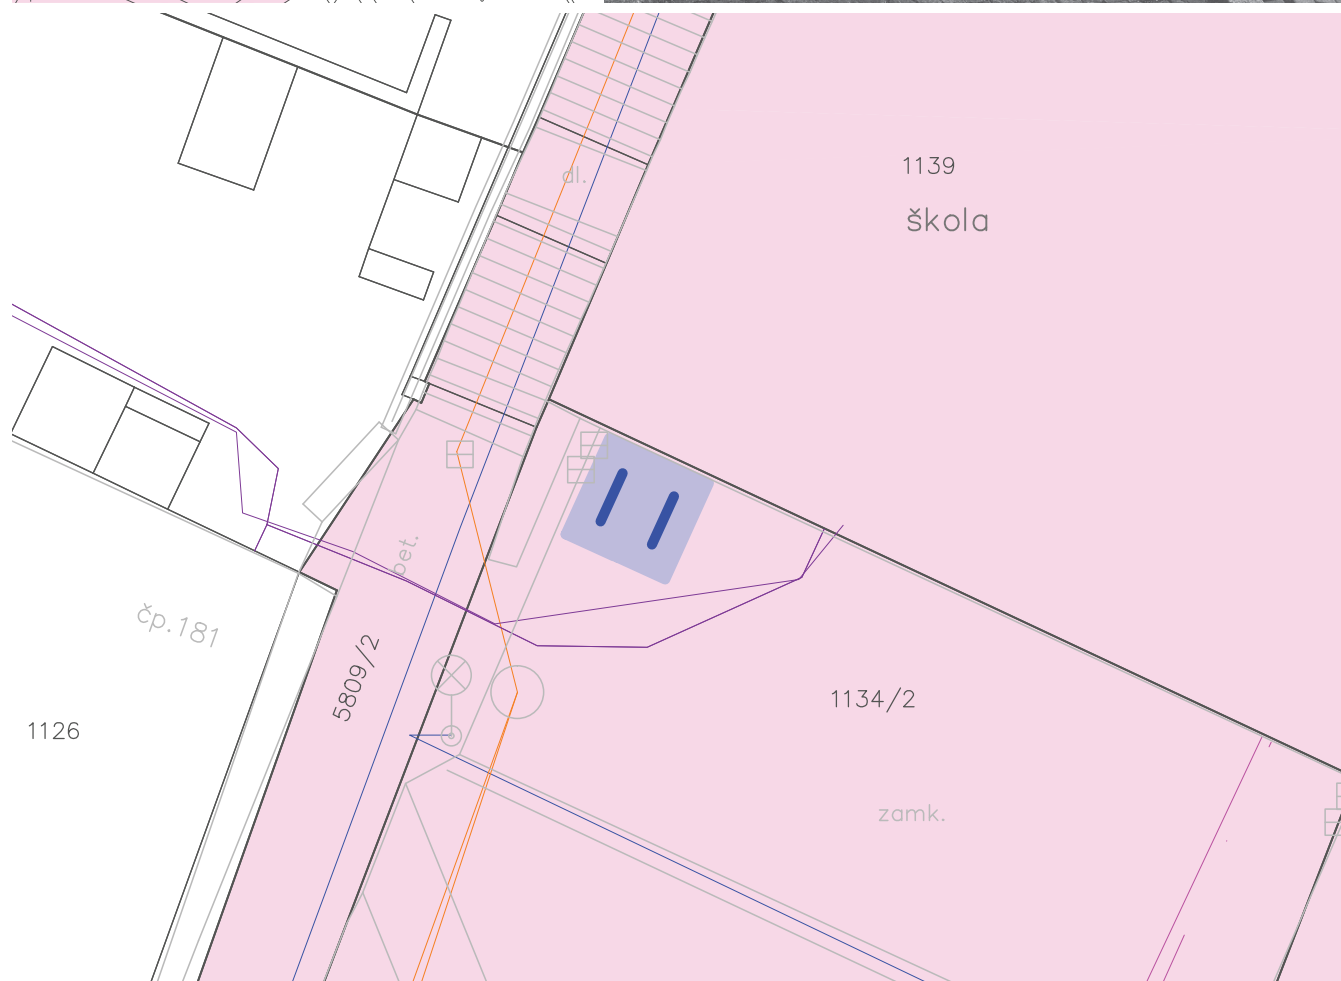 1139
dl.
škola
bet.
čp.181
5809/2
1134/2
1126
zamk.